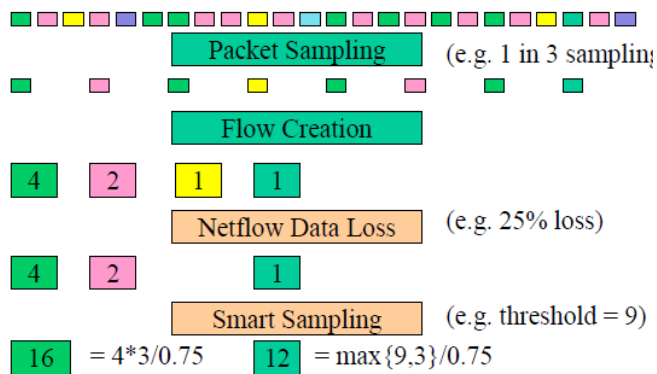 Packet Sampling (e.g. 1 in 3 sampling
Flow Creation
4 2 1 1
Netflow Data Loss (e.g. 25% loss)
4 2 1
Smart Sampling (e.g. threshold = 9)
16 = 4*3/0.75 12 = max{9,3}/0.75